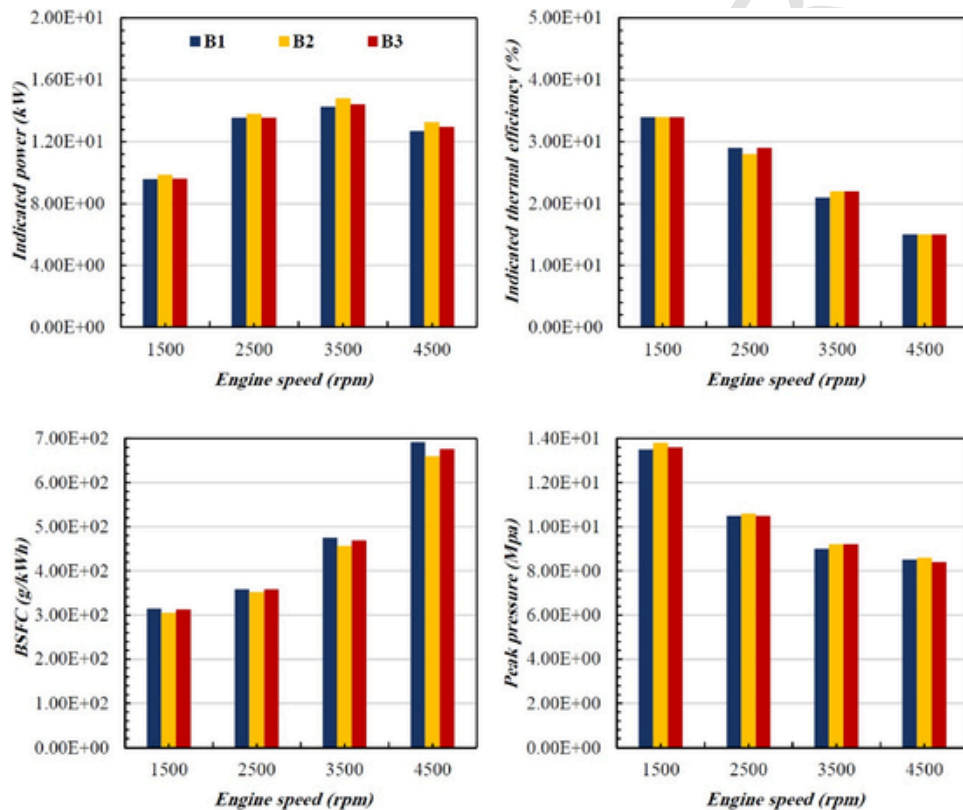 Indicated power (kW)
2.00E+01
1.60E+01
1.20E+01
8.00E+00
4.00E+00
0.00E+00
B1 B2 B3
1500 2500 3500 4500
Engine speed (rpm)
Indicated thermal efficiency (%)
5.00E+01
4.00E+01
3.00E+01
2.00E+01
1.00E+01
0.00E+00
1500 2500 3500 4500
Engine speed (rpm)
BSFC (g/kWh)
7.00E+02
6.00E+02
5.00E+02
4.00E+02
3.00E+02
2.00E+02
1.00E+02
0.00E+00
1500 2500 3500 4500
Engine speed (rpm)
Peak pressure (Mpa)
1.40E+01
1.20E+01
1.00E+01
8.00E+00
6.00E+00
4.00E+00
2.00E+00
0.00E+00
1500 2500 3500 4500
Engine speed (rpm)